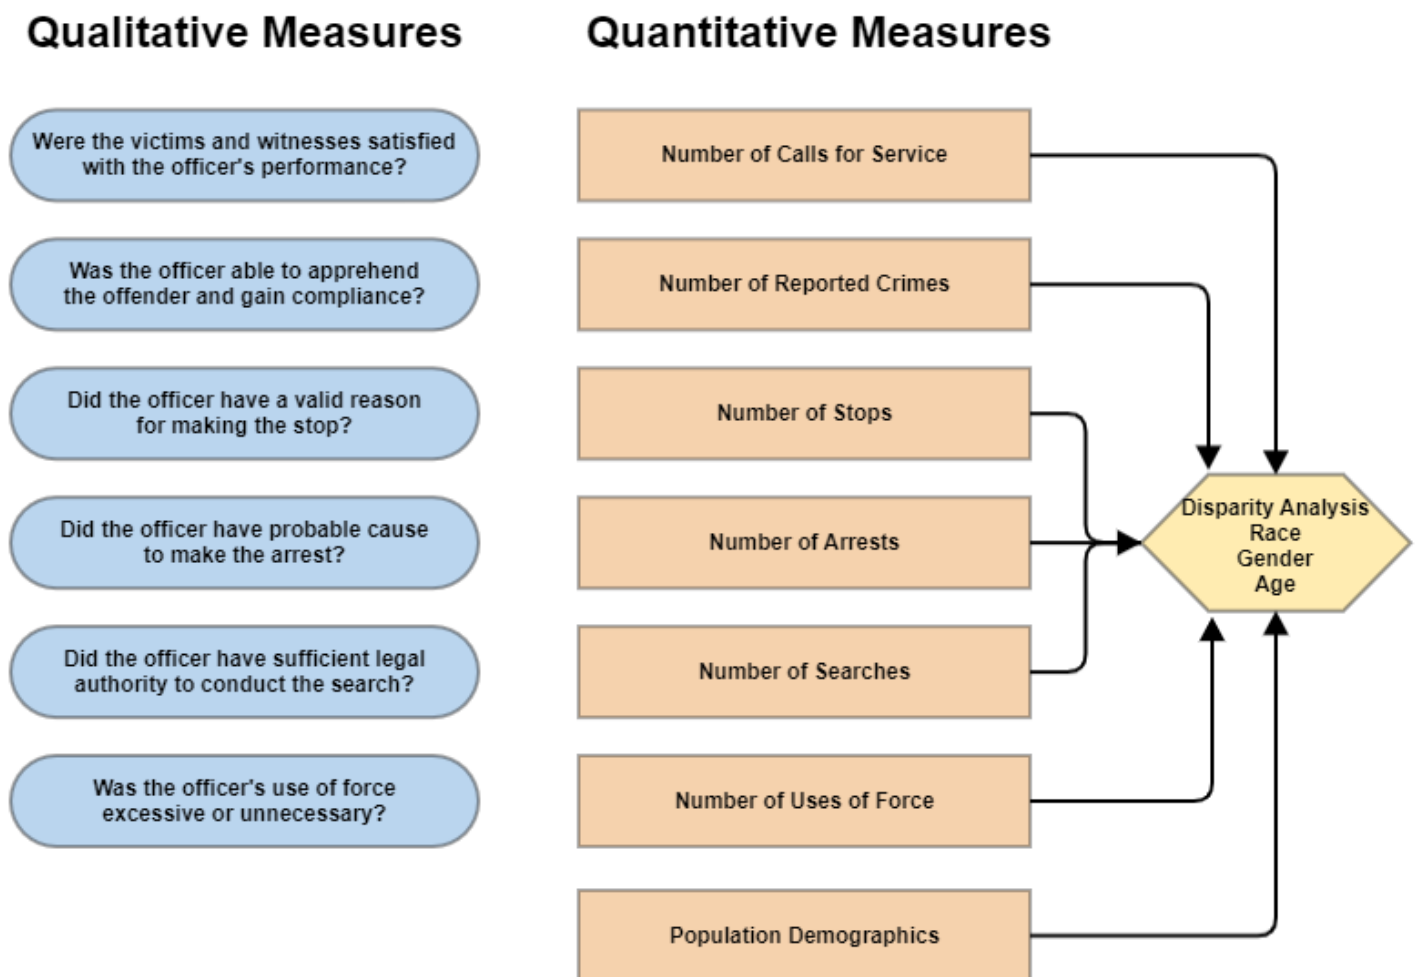 Qualitative Measures
Quantitative Measures
Were the victims and witnesses satisfied
with the officer's performance?
Number of Calls for Service
Was the officer able to apprehend
the offender and gain compliance?
Number of Reported Crimes
Did the officer have a valid reason
for making the stop?
Number of Stops
Did the officer have probable cause
to make the arrest?
Number of Arrests
Disparity Analysis
Race
Gender
Age
Did the officer have sufficient legal
authority to conduct the search?
Number of Searches
Was the officer's use of force
excessive or unnecessary?
Number of Uses of Force
Population Demographics